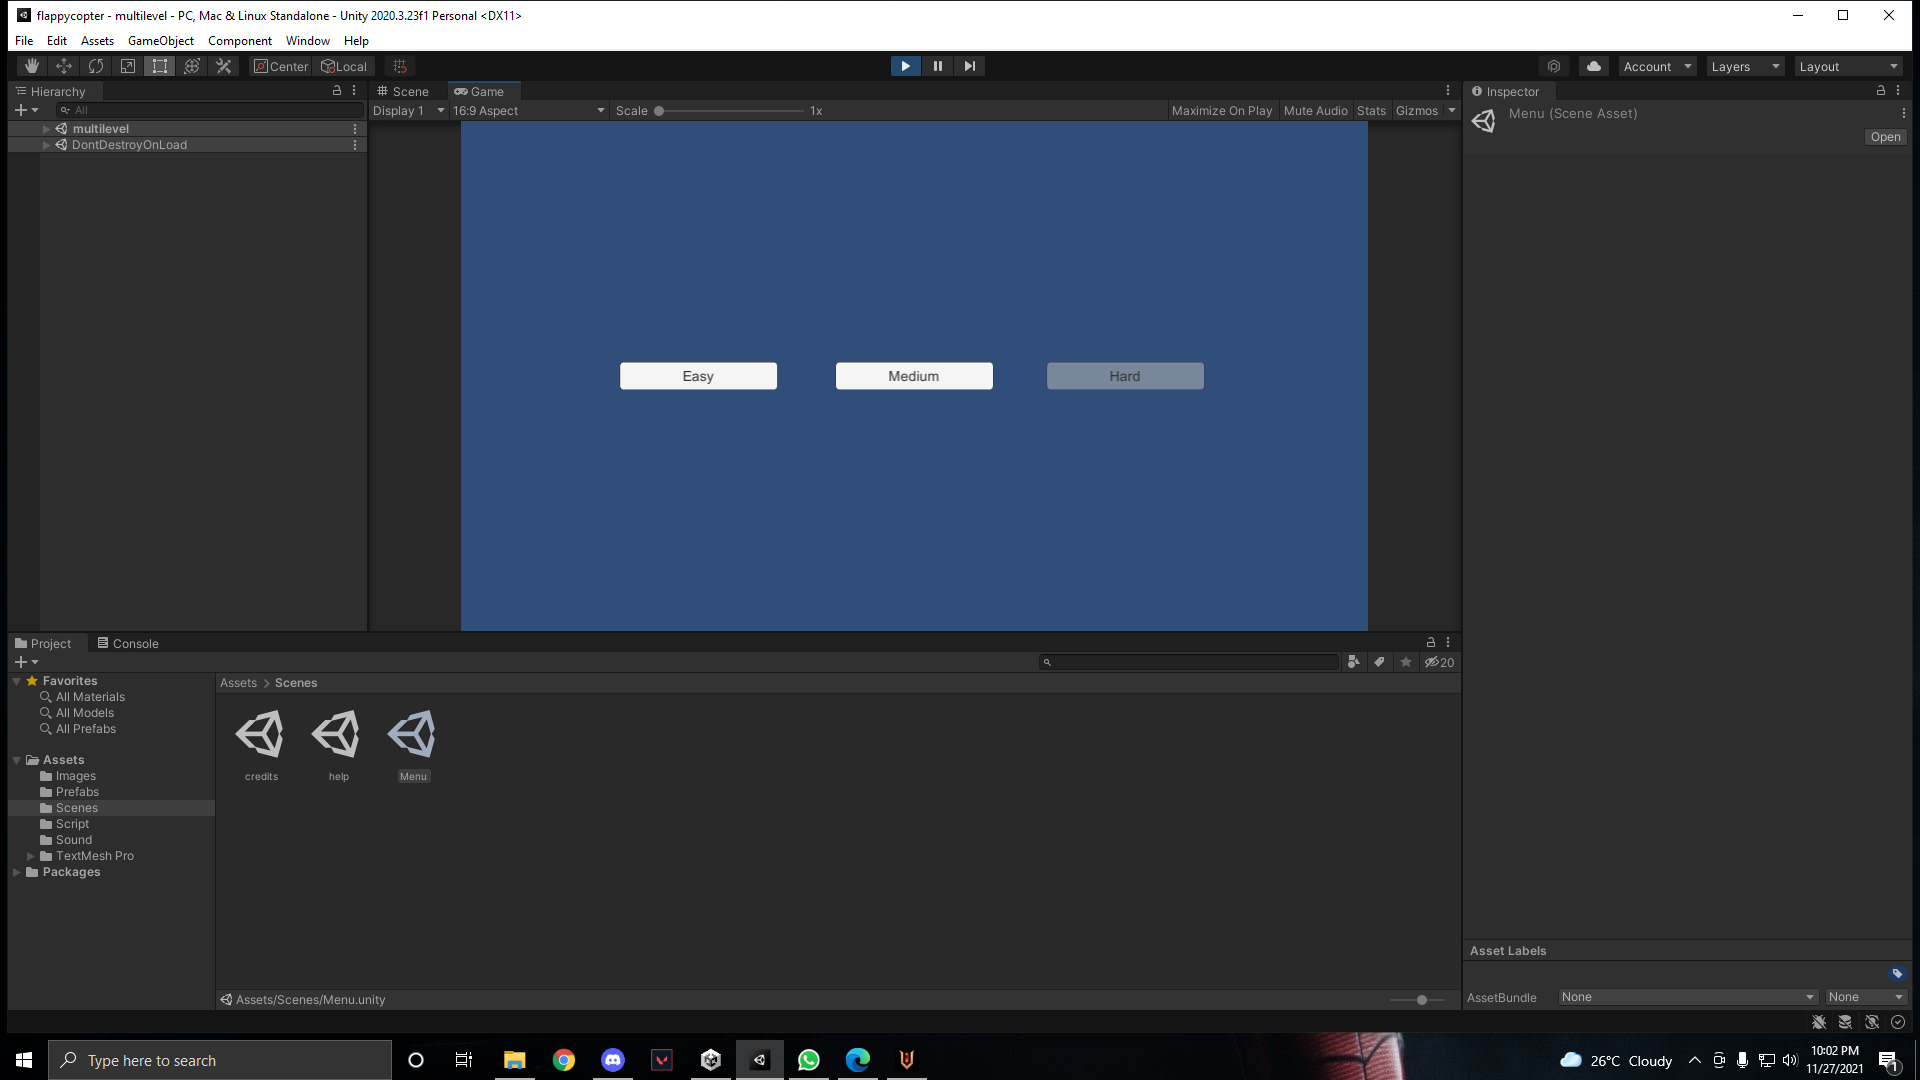 flappycopter - multilevel - PC, Mac & Linux Standalone - Unity 2020.3.23f1 Personal <DX11>
File Edit Assets GameObject Component Window Help
Center Local Account Layers Layout
Hierarchy
All
multilevel
DontDestroyOnLoad
Scene Game
Display 1 16:9 Aspect Scale 1x Maximize On Play Mute Audio Stats Gizmos
Easy Medium Hard
Inspector
Menu (Scene Asset)
Open
Project Console
20
Favorites
All Materials
All Models
All Prefabs
Assets
Images
Prefabs
Scenes
Script
Sound
TextMesh Pro
Packages
Assets > Scenes
credits help Menu
Assets/Scenes/Menu.unity
Asset Labels
AssetBundle None None
Type here to search
26°C Cloudy
10:02 PM
11/27/2021
1